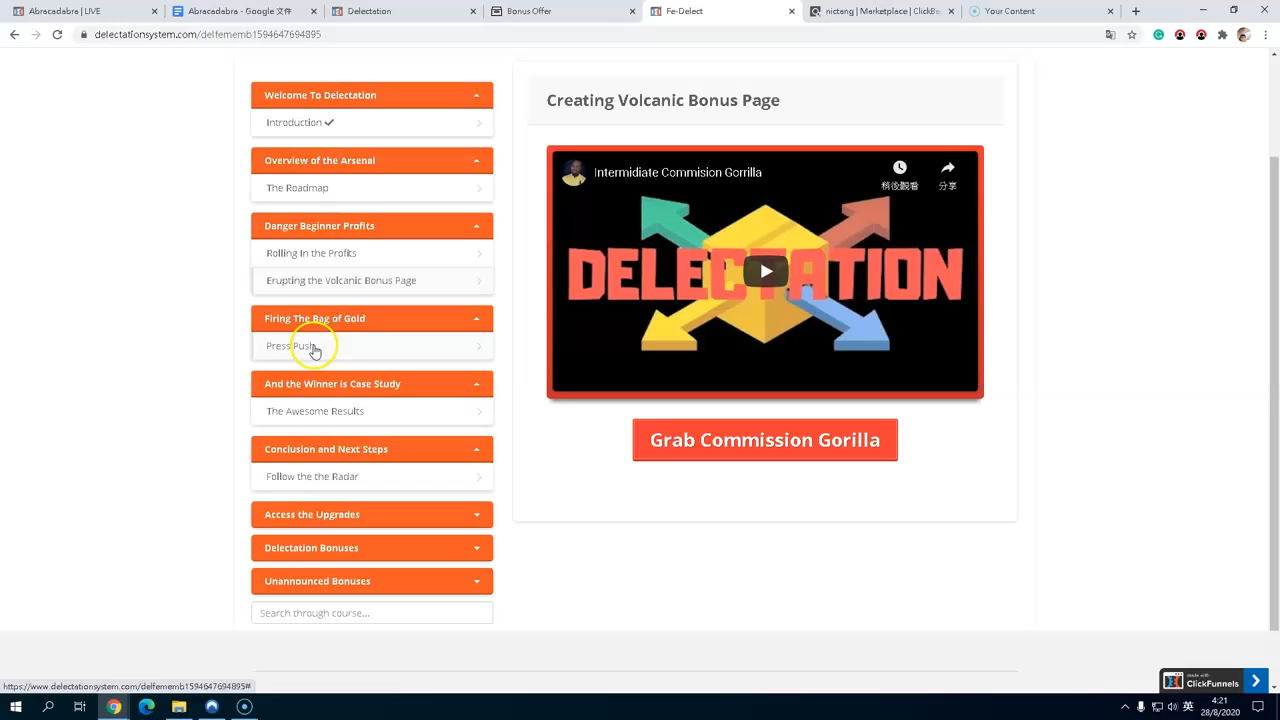 Abracadabra | LIVE
Abracadabra - Google 文件
Delectation
Bonus Offer
Fe-Delect
nictang | Marketplace | ClickB
Your Content
delectationsystem.com/delfememb1594647694895
Welcome To Delectation
Introduction
Overview of the Arsenal
The Roadmap
Danger Beginner Profits
Rolling In the Profits
Erupting the Volcanic Bonus Page
Firing The Bag of Gold
Press Push
And the Winner is Case Study
The Awesome Results
Conclusion and Next Steps
Follow the the Radar
Access the Upgrades
Delectation Bonuses
Unannounced Bonuses
Search through course...
Creating Volcanic Bonus Page
Intermidiate Commision Gorrilla
稍後觀看
分享
DELECTATION
Grab Commission Gorilla
made with
ClickFunnels
https://www.delectationsystem.com/delfememb1594647694895#
英
4:21
28/8/2020